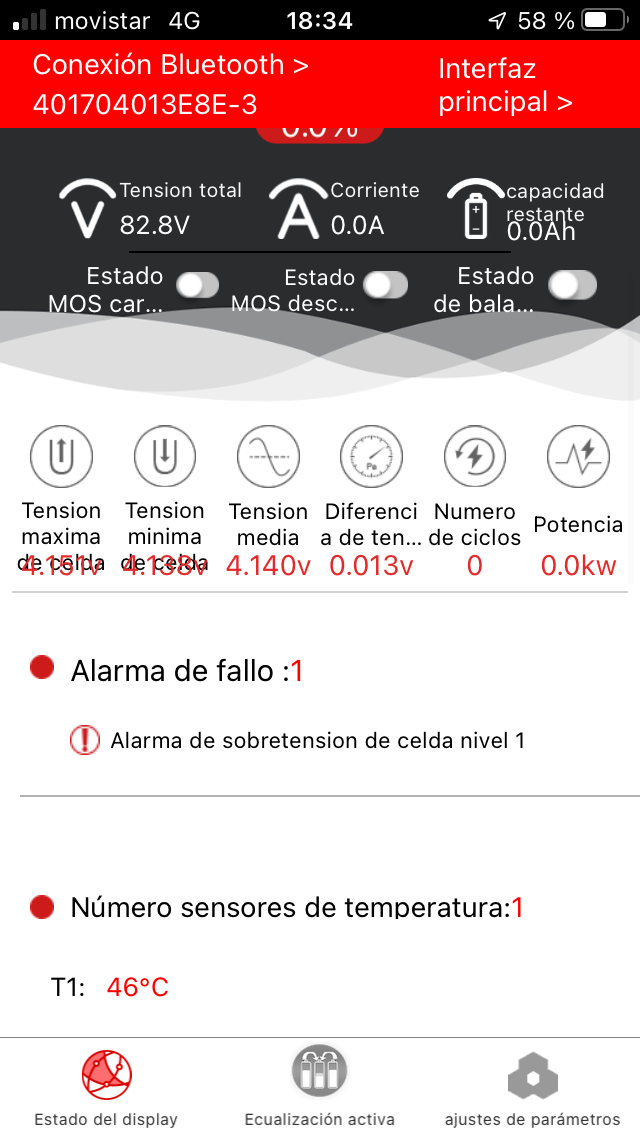 movistar 4G 18:34 58 %
Conexión Bluetooth >
401704013E8E-3
Interfaz
principal >
0.0%
Tension total
82.8V
Corriente
0.0A
capacidad
restante
0.0Ah
Estado
MOS car...
Estado
MOS desc...
Estado
de bala...
Tension
maxima
de celda
4.151v
Tension
minima
de celda
4.138v
Tension
media
4.140v
Diferenci
a de ten...
0.013v
Numero
de ciclos
0
Potencia
0.0kw
Alarma de fallo :1
Alarma de sobretension de celda nivel 1
Número sensores de temperatura:1
T1: 46°C
Estado del display
Ecualización activa
ajustes de parámetros